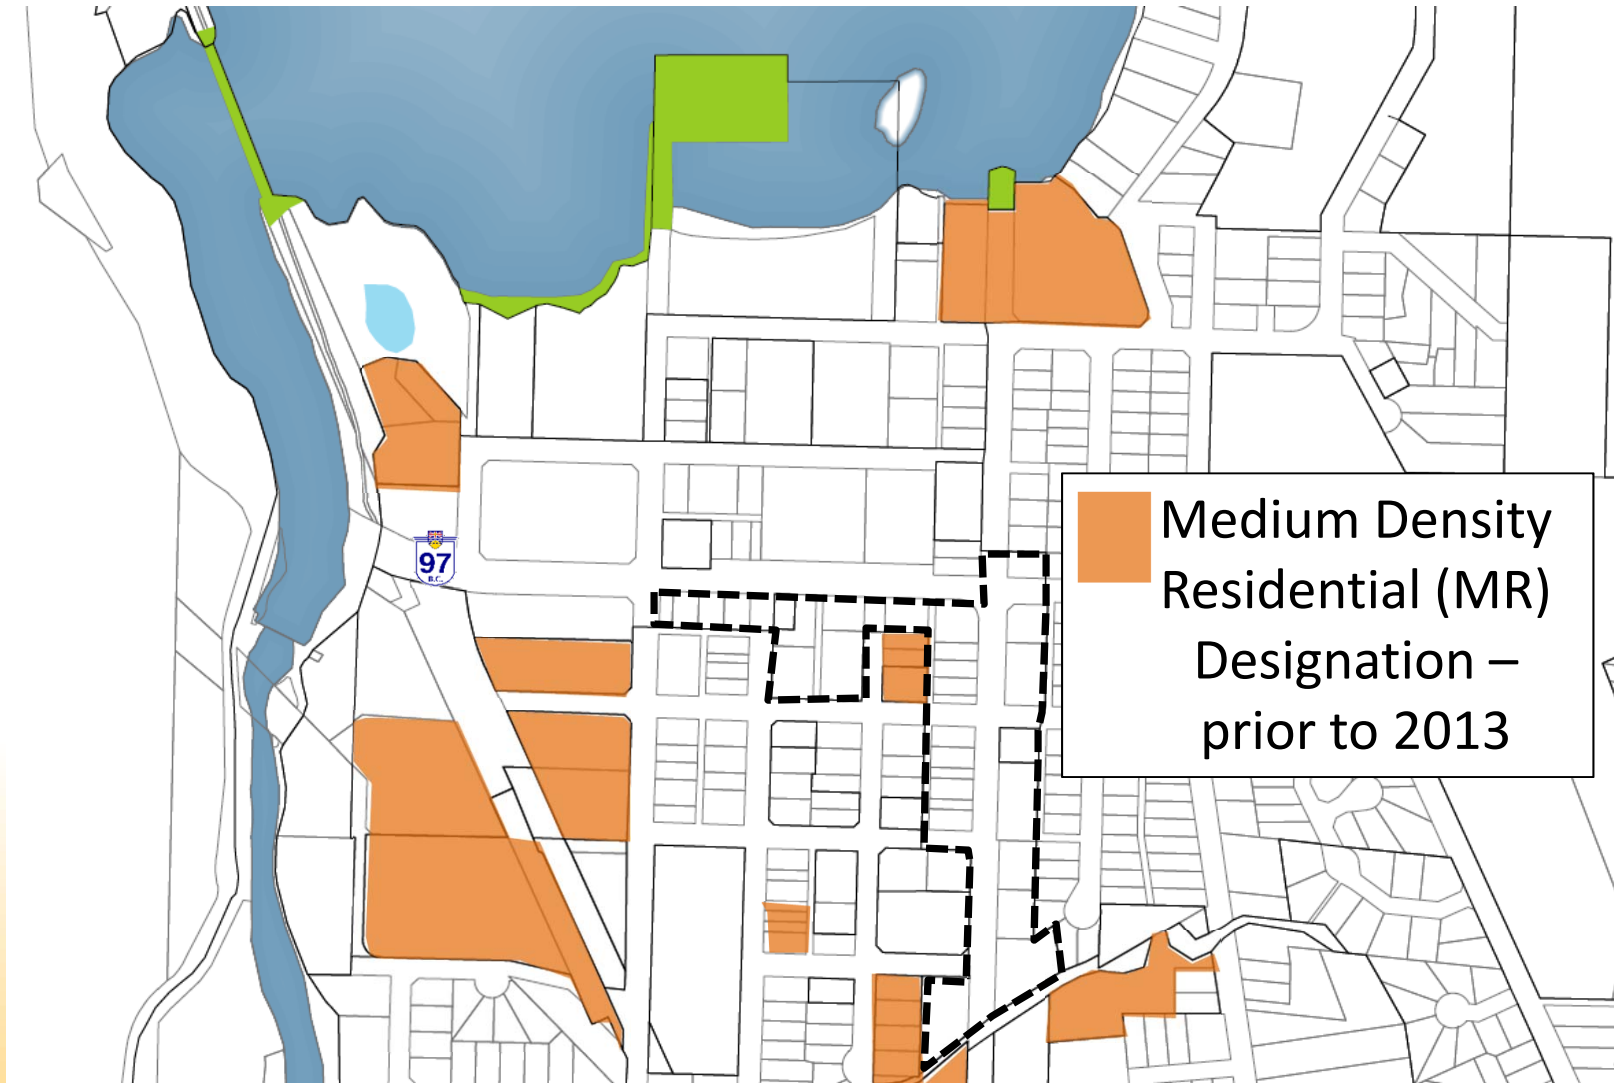 97
B.C.
Medium Density
Residential (MR)
Designation –
prior to 2013